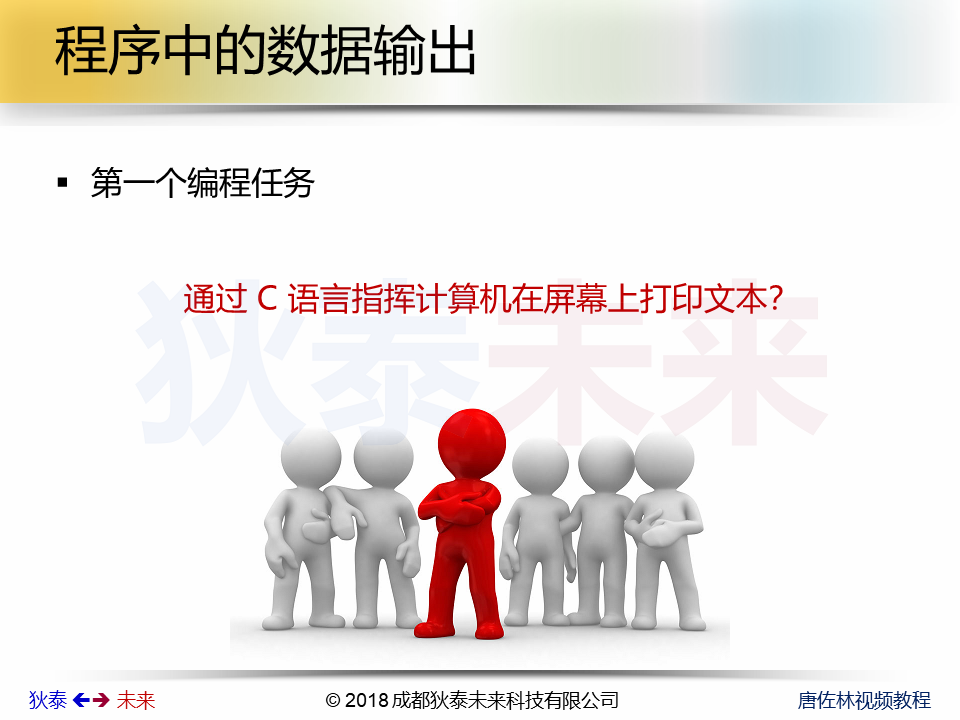 程序中的数据输出
▪ 第一个编程任务
通过 C 语言指挥计算机在屏幕上打印文本?
狄泰未来
狄泰 🡸🡺 未来
© 2018 成都狄泰未来科技有限公司
唐佐林视频教程